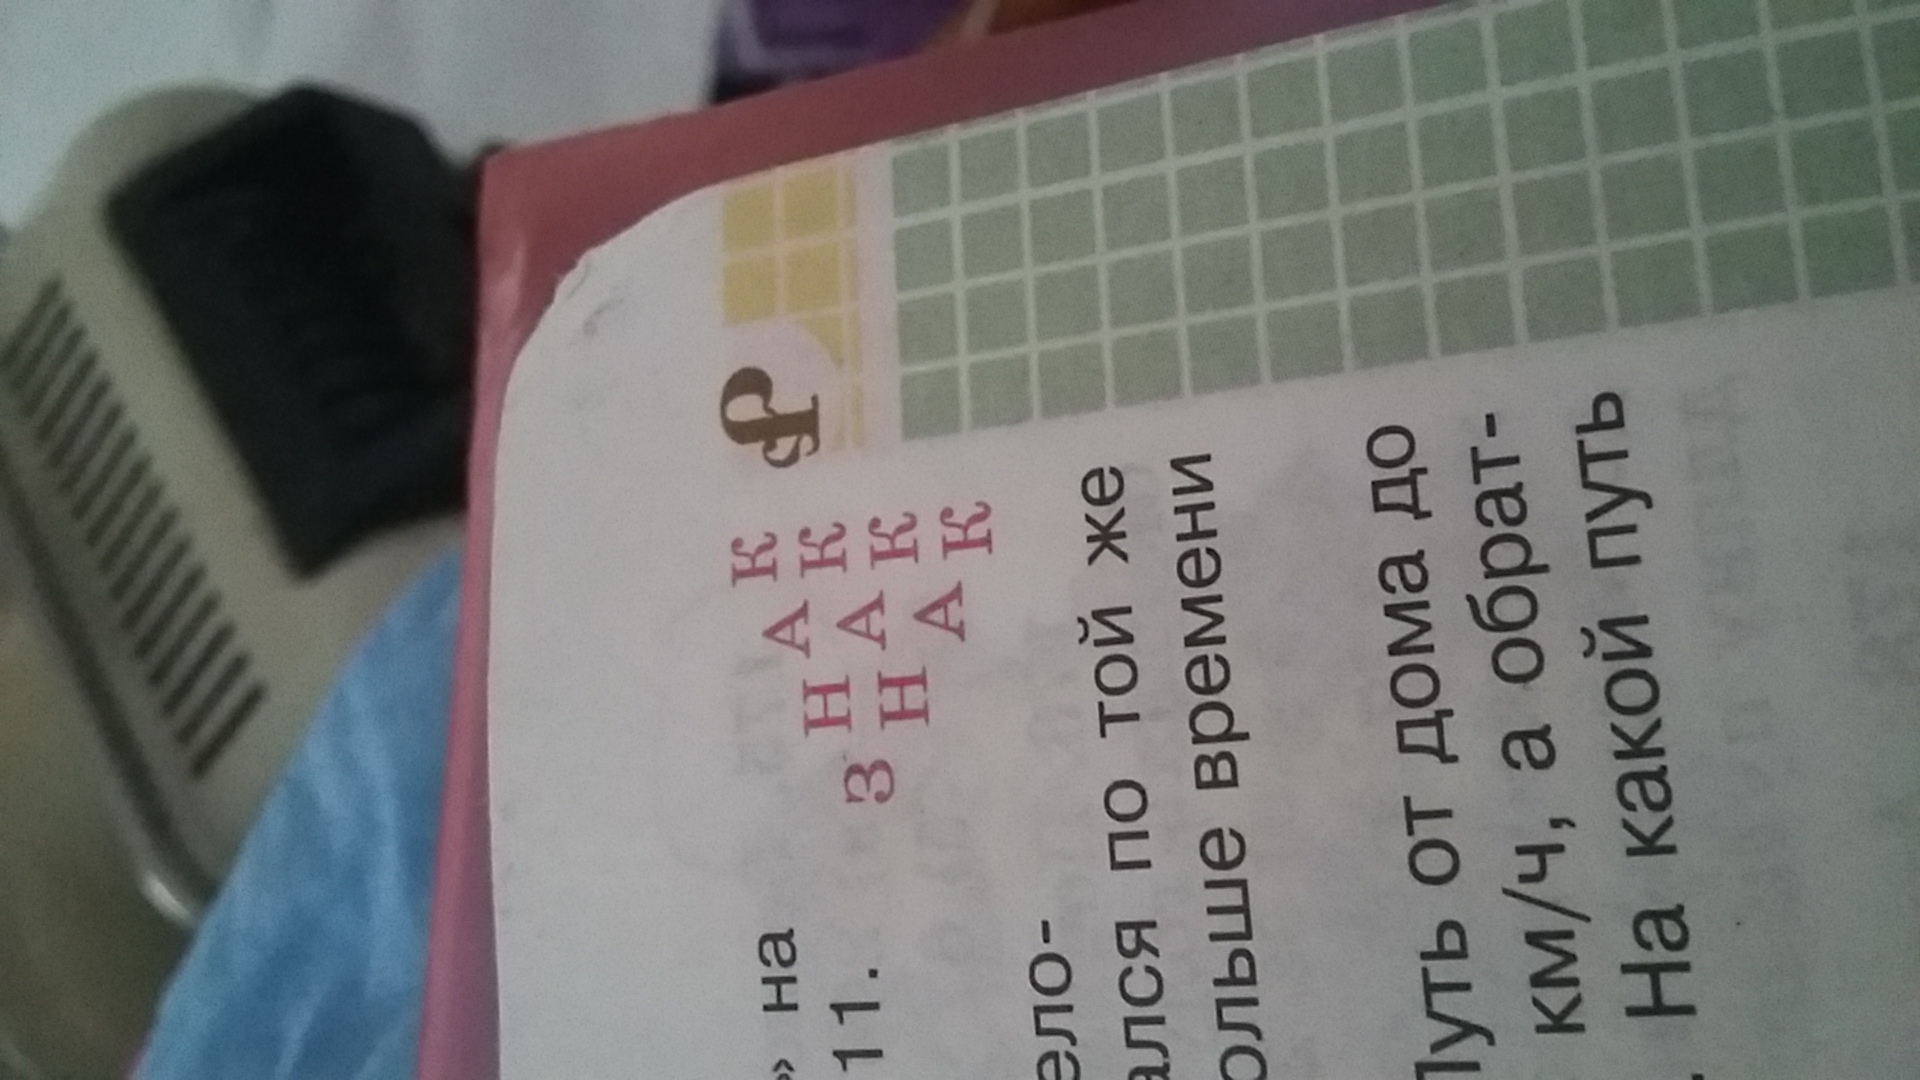 Р
К
А
Н К
» на
З А
11.
Н К
А
К
ело-
ался по той же
ольше времени
Путь от дома до
км/ч, а обрат-
. На какой путь